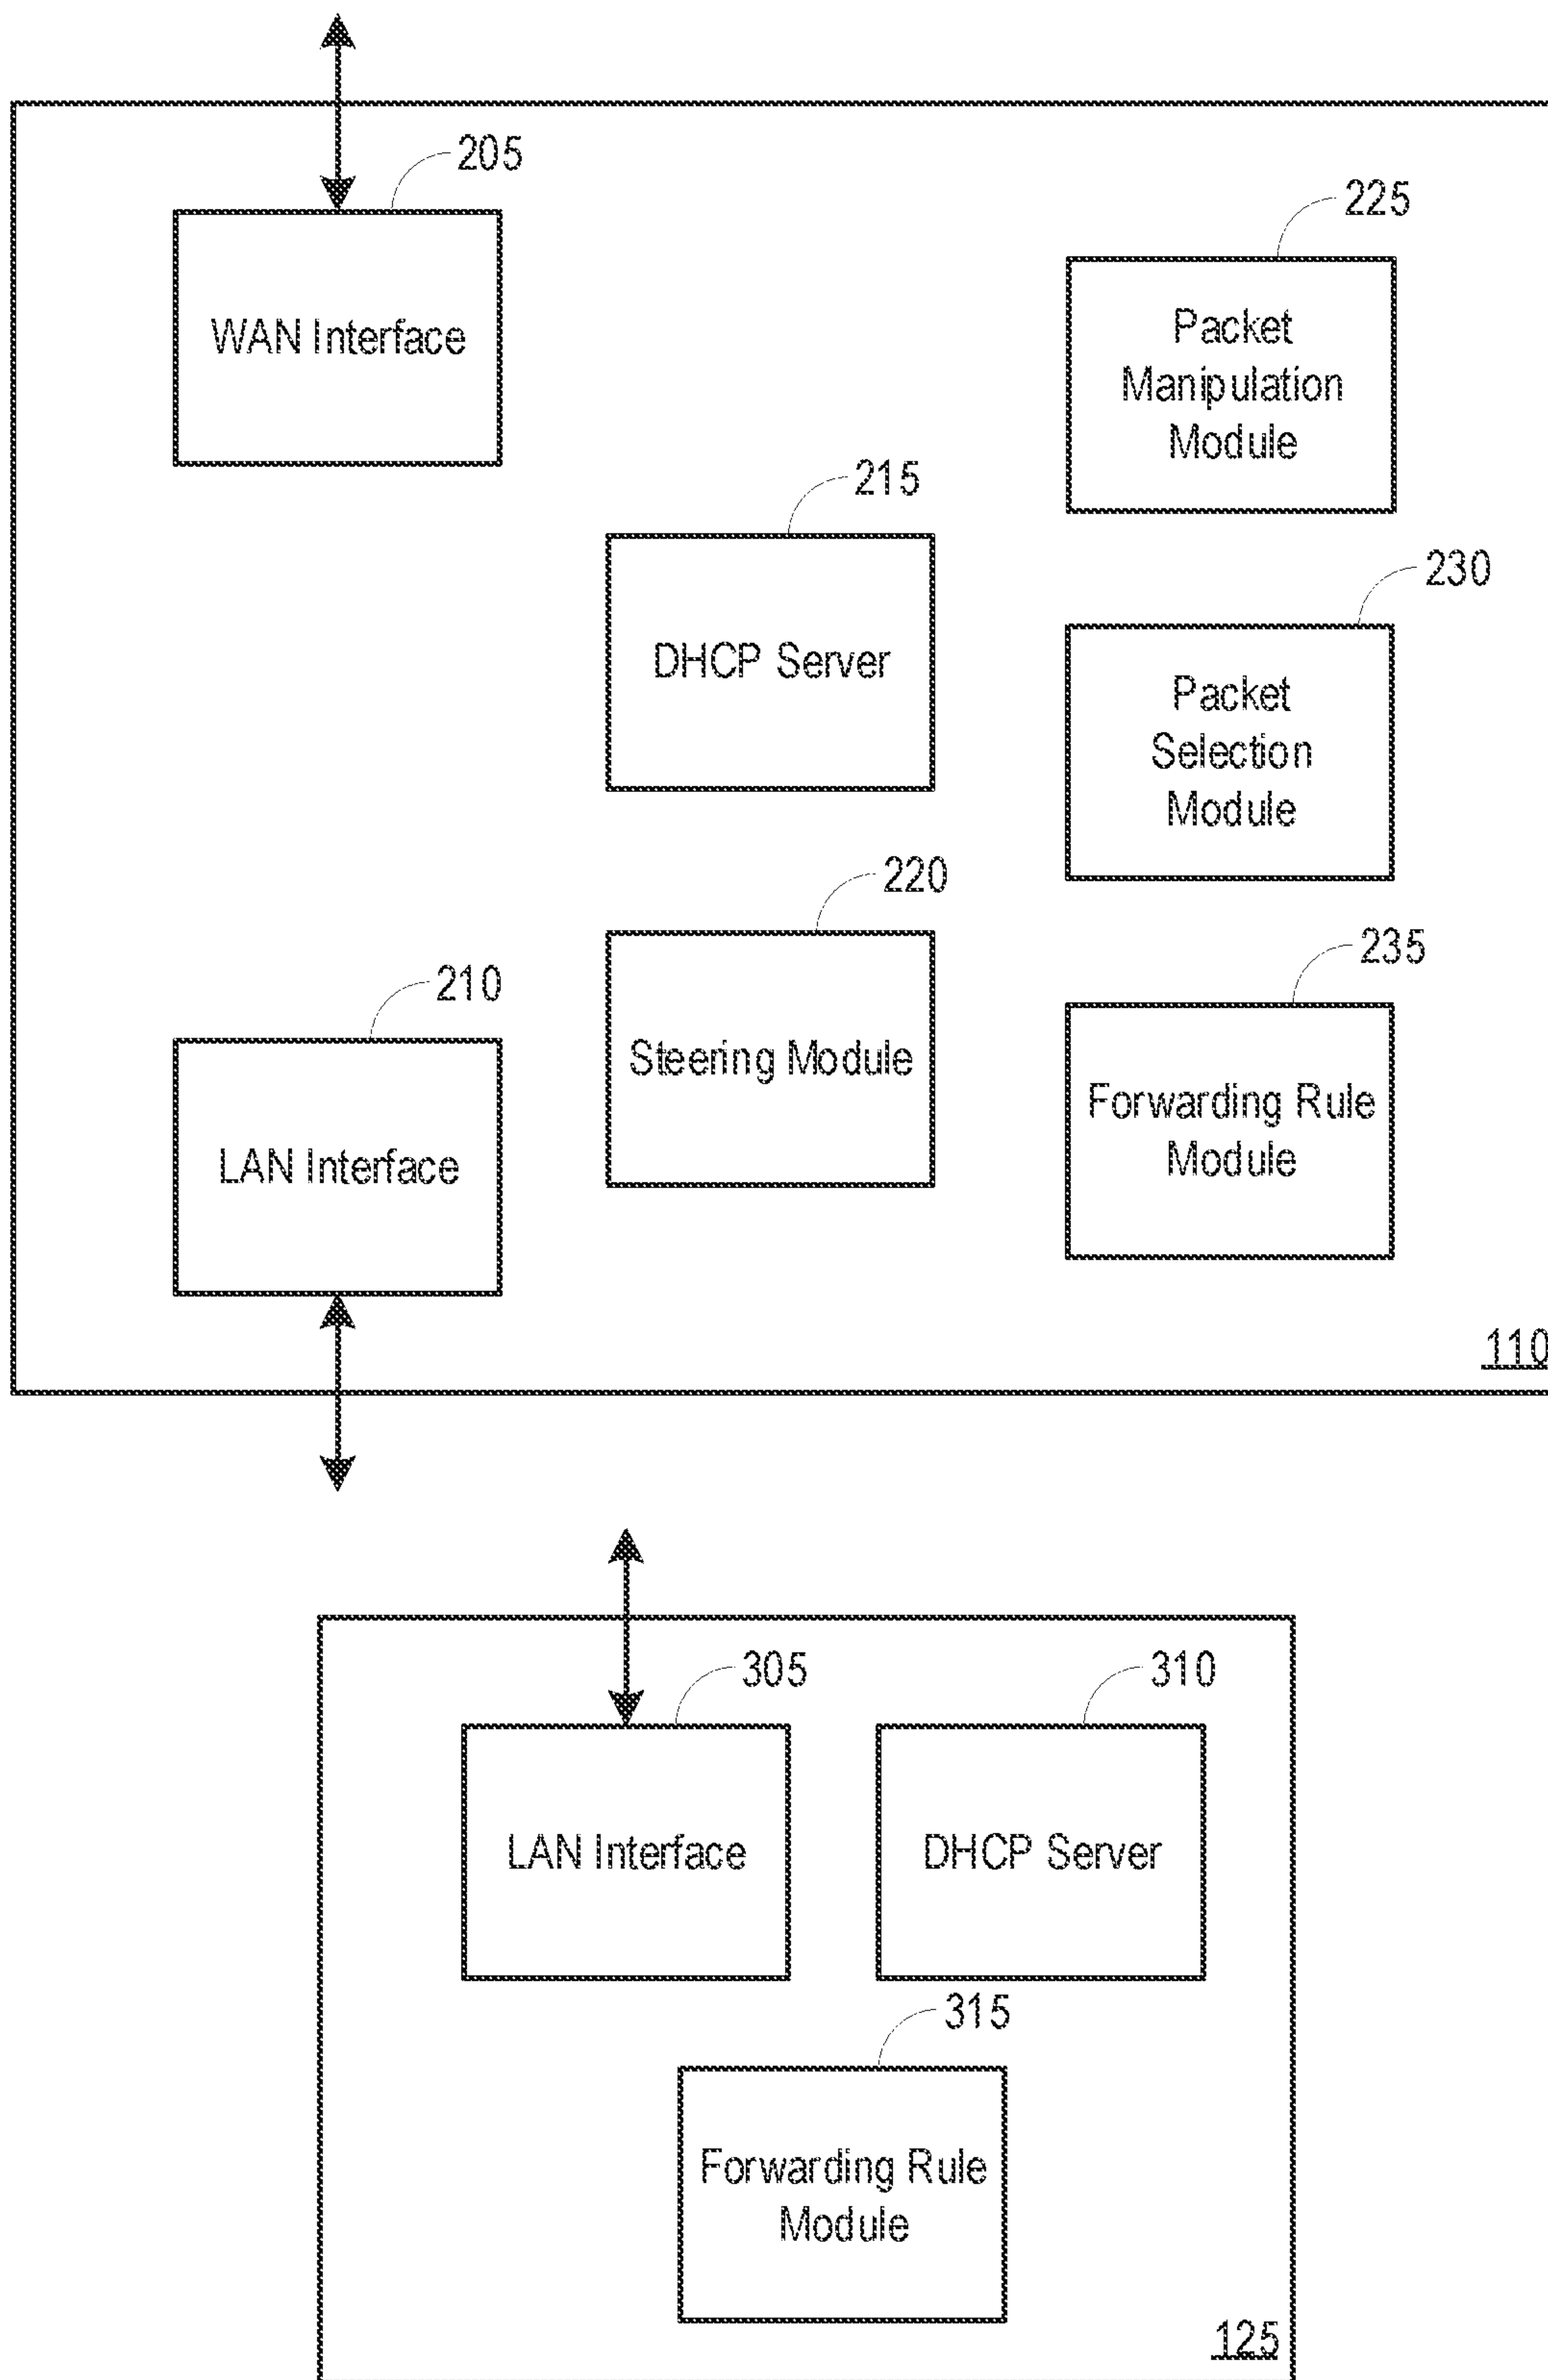 205
WAN Interface
225
Packet
Manipulation
Module
215
DHCP Server
230
Packet
Selection
Module
220
Steering Module
235
Forwarding Rule
Module
210
LAN Interface
110
305
LAN Interface
310
DHCP Server
315
Forwarding Rule
Module
125